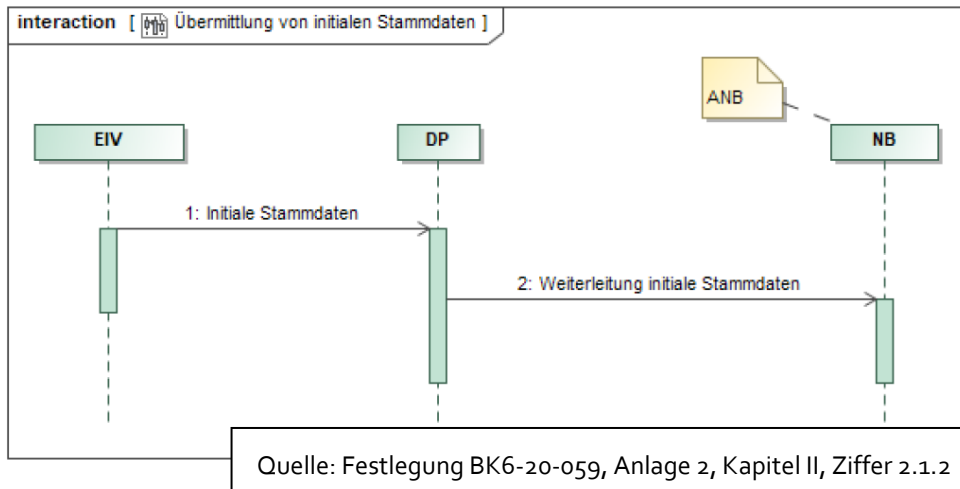 interaction [ Übermittlung von initialen Stammdaten ]
ANB
EIV
DP
NB
1: Initiale Stammdaten
2: Weiterleitung initiale Stammdaten
Quelle: Festlegung BK6-20-059, Anlage 2, Kapitel II, Ziffer 2.1.2